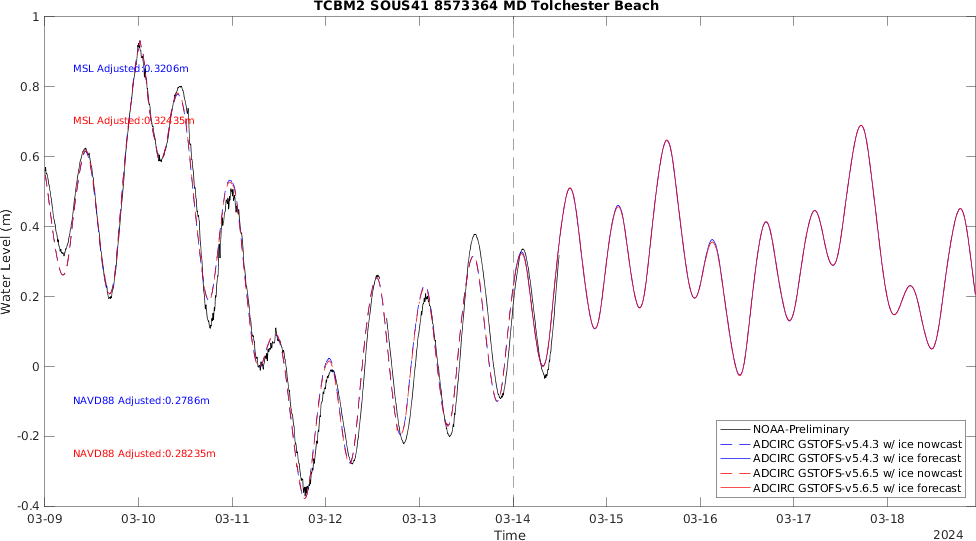 TCBM2 SOUS41 8573364 MD Tolchester Beach
1
0.8
0.6
0.4
0.2
0
-0.2
-0.4
Water Level (m)
MSL Adjusted:0.3206m
MSL Adjusted:0.32435m
NAVD88 Adjusted:0.2786m
NAVD88 Adjusted:0.28235m
NOAA-Preliminary
ADCIRC GSTOFS-v5.4.3 w/ ice nowcast
ADCIRC GSTOFS-v5.4.3 w/ ice forecast
ADCIRC GSTOFS-v5.6.5 w/ ice nowcast
ADCIRC GSTOFS-v5.6.5 w/ ice forecast
03-09 03-10 03-11 03-12 03-13 03-14 03-15 03-16 03-17 03-18
Time
2024